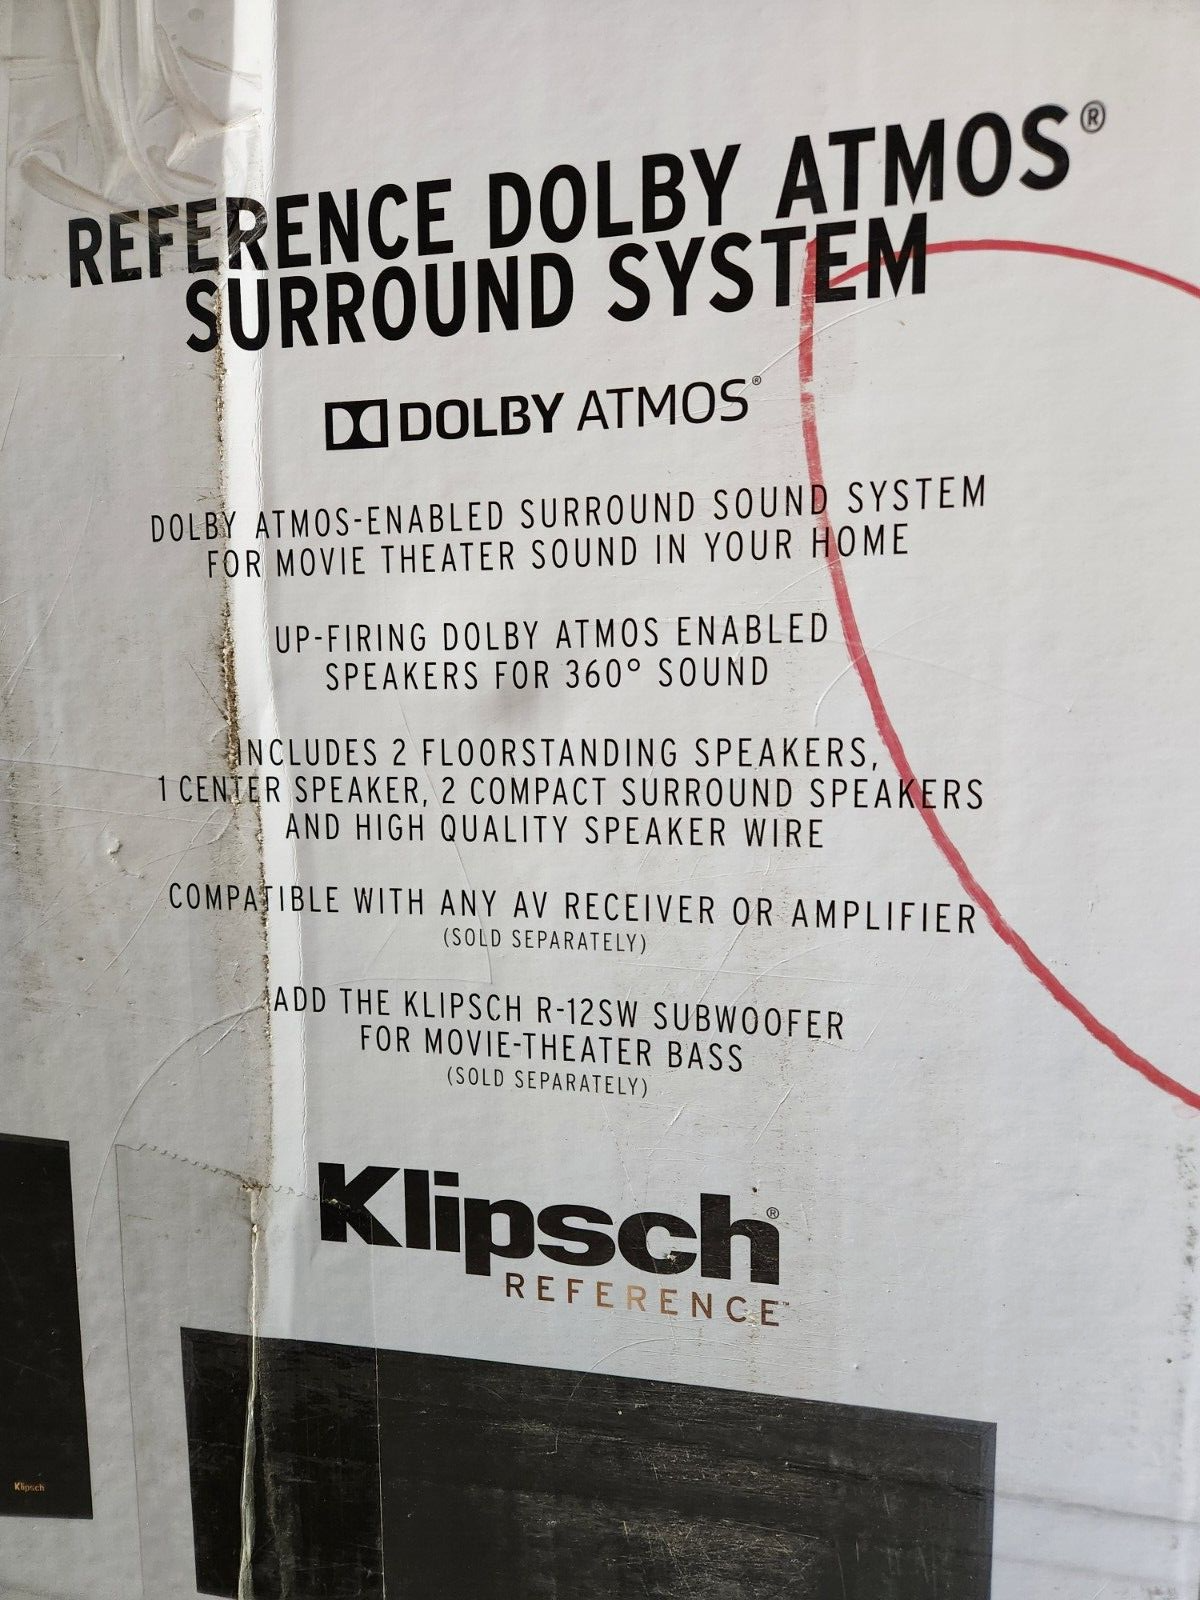 REFERENCE DOLBY ATMOS®
SURROUND SYSTEM
DOLBY ATMOS®
DOLBY ATMOS-ENABLED SURROUND SOUND SYSTEM
FOR MOVIE THEATER SOUND IN YOUR HOME
UP-FIRING DOLBY ATMOS ENABLED
SPEAKERS FOR 360° SOUND
INCLUDES 2 FLOORSTANDING SPEAKERS,
1 CENTER SPEAKER, 2 COMPACT SURROUND SPEAKERS
AND HIGH QUALITY SPEAKER WIRE
COMPATIBLE WITH ANY AV RECEIVER OR AMPLIFIER
(SOLD SEPARATELY)
ADD THE KLIPSCH R-12SW SUBWOOFER
FOR MOVIE-THEATER BASS
(SOLD SEPARATELY)
Klipsch®
REFERENCE™
Klipsch